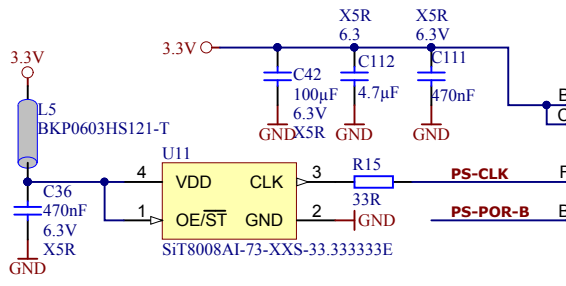 X5R
6.3
X5R
6.3V
3.3V
3.3V
C42
100µF
6.3V
X5R
C112
4.7µF
C111
470nF
GND
GND
GND
L5
BKP0603HS121-T
U11
4
VDD
CLK
3
R15
33R
PS-CLK
1
OE/ST
GND
2
GND
PS-POR-B
C36
470nF
6.3V
X5R
GND
SiT8008AI-73-XXS-33.333333E